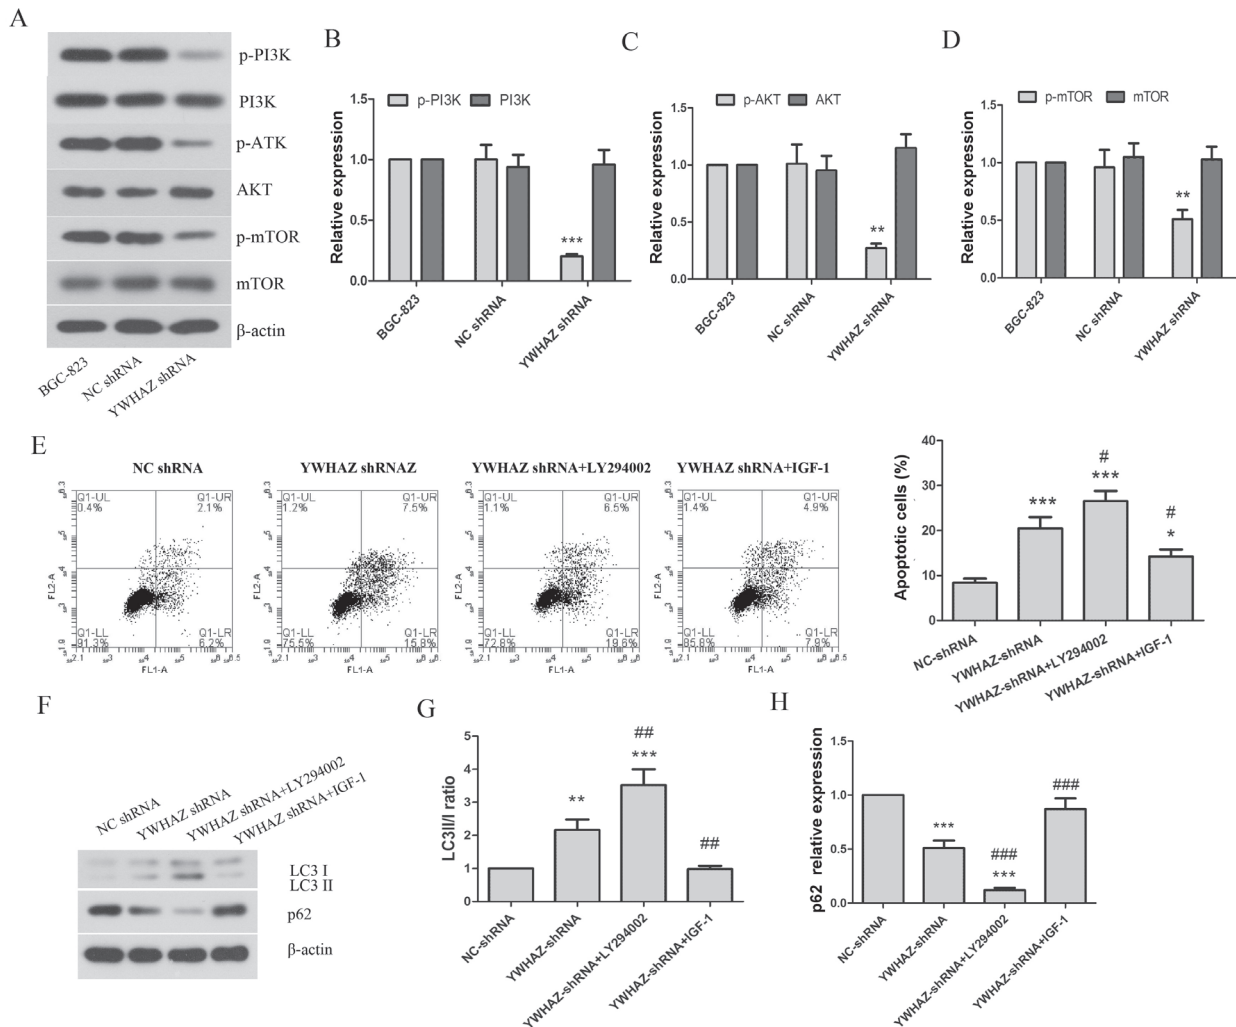 A
p-PI3K
PI3K
p-ATK
AKT
p-mTOR
mTOR
β-actin
BGC-823
NC shRNA
YWHAZ shRNA
B
p-PI3K PI3K
Relative expression
1.5
1.0
0.5
0.0
***
BGC-823
NC shRNA
YWHAZ shRNA
C
p-AKT AKT
Relative expression
1.5
1.0
0.5
0.0
**
BGC-823
NC shRNA
YWHAZ shRNA
D
p-mTOR mTOR
Relative expression
1.5
1.0
0.5
0.0
**
BGC-823
NC shRNA
YWHAZ shRNA
E
NC shRNA
Q1-UL Q1-UR
0.4% 2.1%
Q1-LL Q1-LR
91.3% 6.2%
FL2-A
FL1-A
YWHAZ shRNAZ
Q1-UL Q1-UR
1.2% 7.5%
Q1-LL Q1-LR
75.5% 15.8%
FL2-A
FL1-A
YWHAZ shRNA+LY294002
Q1-UL Q1-UR
1.1% 6.5%
Q1-LL Q1-LR
72.8% 19.6%
FL2-A
FL1-A
YWHAZ shRNA+IGF-1
Q1-UL Q1-UR
1.4% 4.9%
Q1-LL Q1-LR
85.8% 7.9%
FL2-A
FL1-A
Apoptotic cells (%)
40
30
20
10
0
***
#
***
#
*
NC-shRNA
YWHAZ-shRNA
YWHAZ-shRNA+LY294002
YWHAZ-shRNA+IGF-1
F
NC shRNA
YWHAZ shRNA
YWHAZ shRNA+LY294002
YWHAZ shRNA+IGF-1
LC3 I
LC3 II
p62
β-actin
G
LC3II/I ratio
5
4
3
2
1
0
**
##
***
##
NC-shRNA
YWHAZ-shRNA
YWHAZ-shRNA+LY294002
YWHAZ-shRNA+IGF-1
H
p62 relative expression
1.5
1.0
0.5
0.0
***
###
***
###
NC-shRNA
YWHAZ-shRNA
YWHAZ-shRNA+LY294002
YWHAZ-shRNA+IGF-1